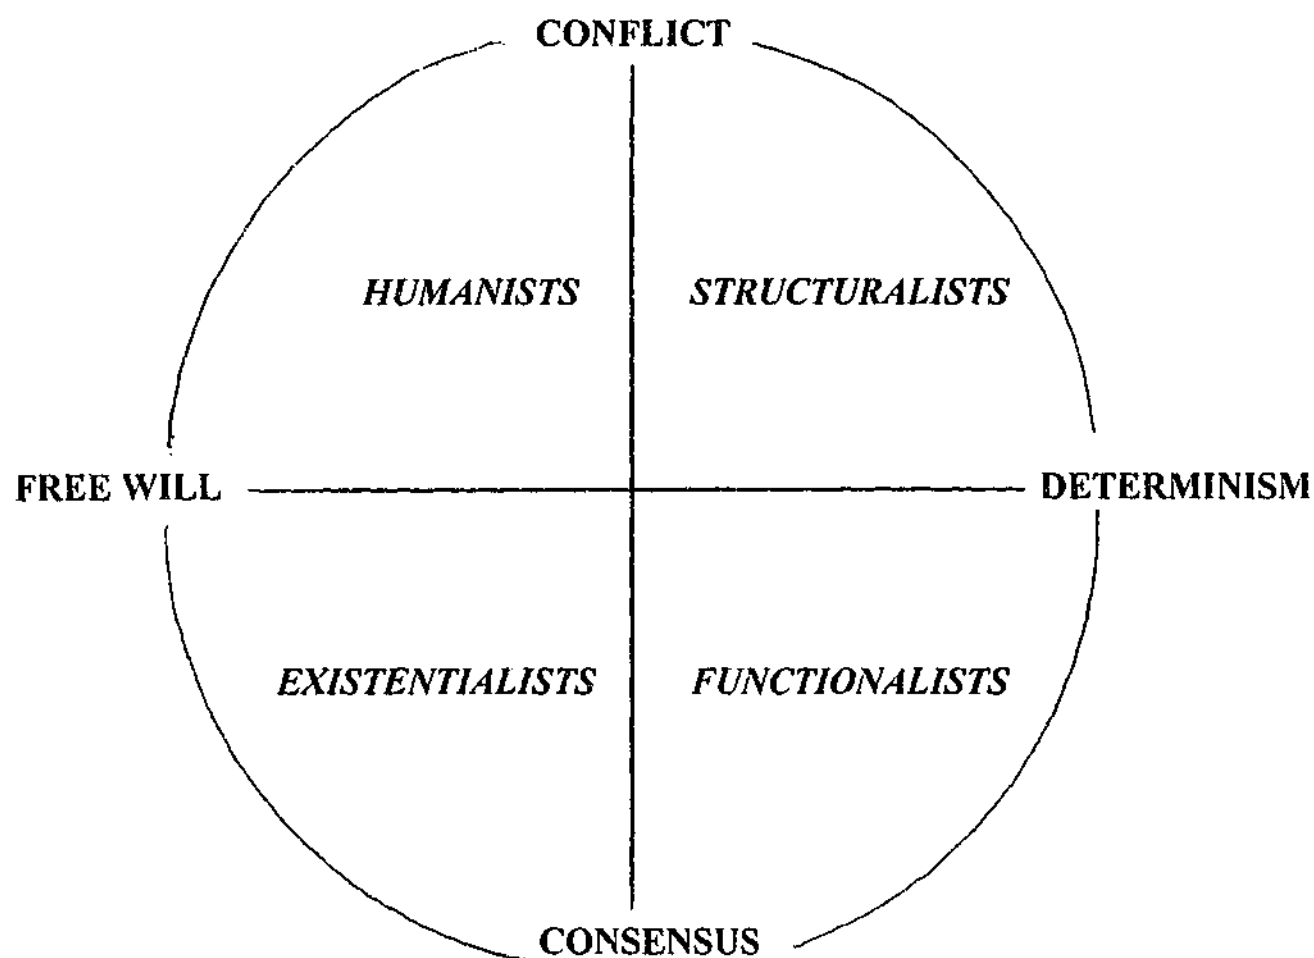 CONFLICT
HUMANISTS STRUCTURALISTS
FREE WILL DETERMINISM
EXISTENTIALISTS FUNCTIONALISTS
CONSENSUS